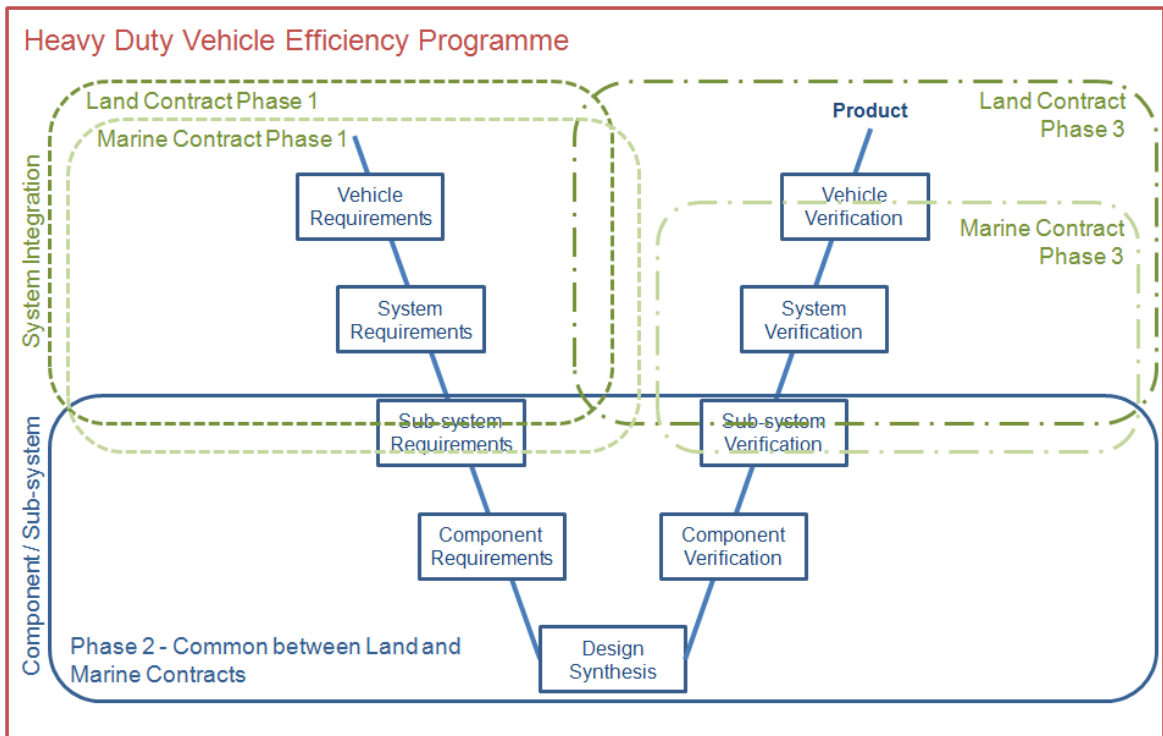 Heavy Duty Vehicle Efficiency Programme
Land Contract Phase 1
Marine Contract Phase 1
Product
Land Contract
Phase 3
Marine Contract
Phase 3
System Integration
Vehicle
Requirements
Vehicle
Verification
System
Requirements
System
Verification
Sub-system
Requirements
Sub-system
Verification
Component / Sub-system
Component
Requirements
Component
Verification
Design
Synthesis
Phase 2 - Common between Land and
Marine Contracts